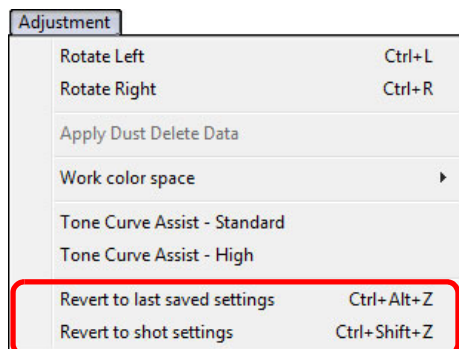 Adjustment
Rotate Left Ctrl+L
Rotate Right Ctrl+R
Apply Dust Delete Data
Work color space
Tone Curve Assist - Standard
Tone Curve Assist - High
Revert to last saved settings Ctrl+Alt+Z
Revert to shot settings Ctrl+Shift+Z